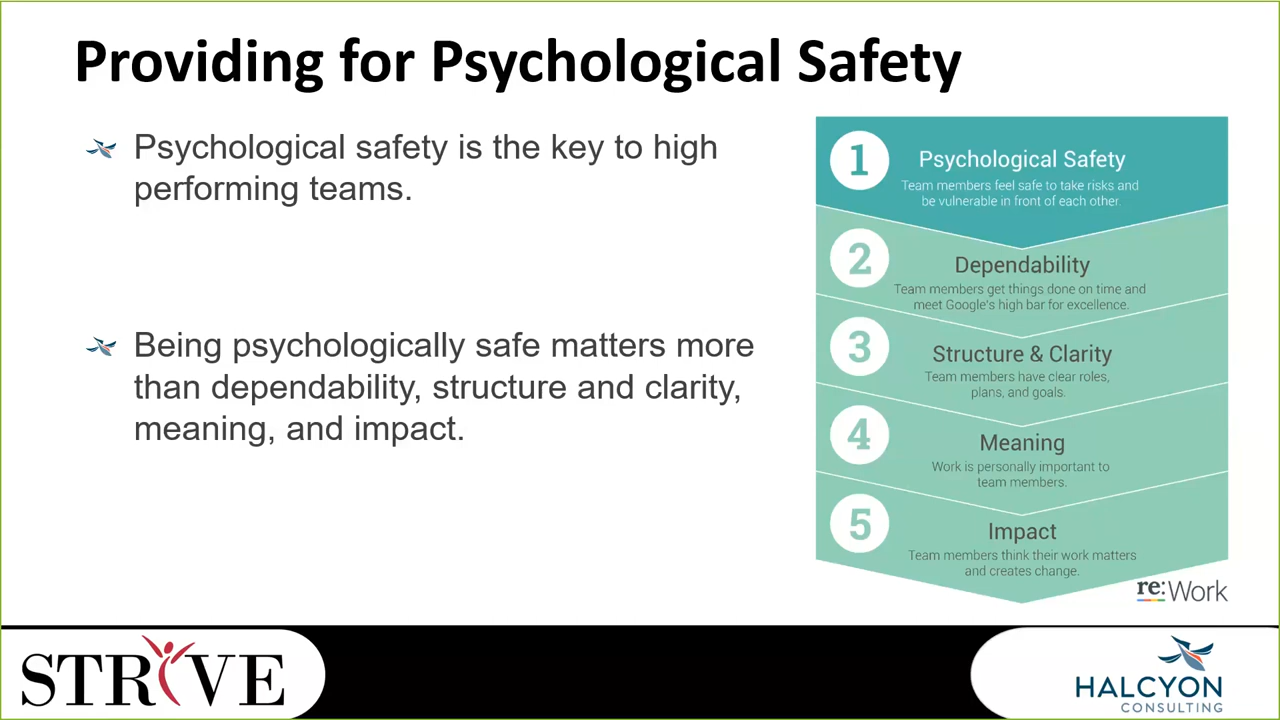 Providing for Psychological Safety
Psychological safety is the key to high
performing teams.
Being psychologically safe matters more
than dependability, structure and clarity,
meaning, and impact.
1
Psychological Safety
Team members feel safe to take risks and
be vulnerable in front of each other.
2
Dependability
Team members get things done on time and
meet Google's high bar for excellence.
3
Structure & Clarity
Team members have clear roles,
plans, and goals.
4
Meaning
Work is personally important to
team members.
5
Impact
Team members think their work matters
and creates change.
re:Work
STRIVE
HALCYON
CONSULTING